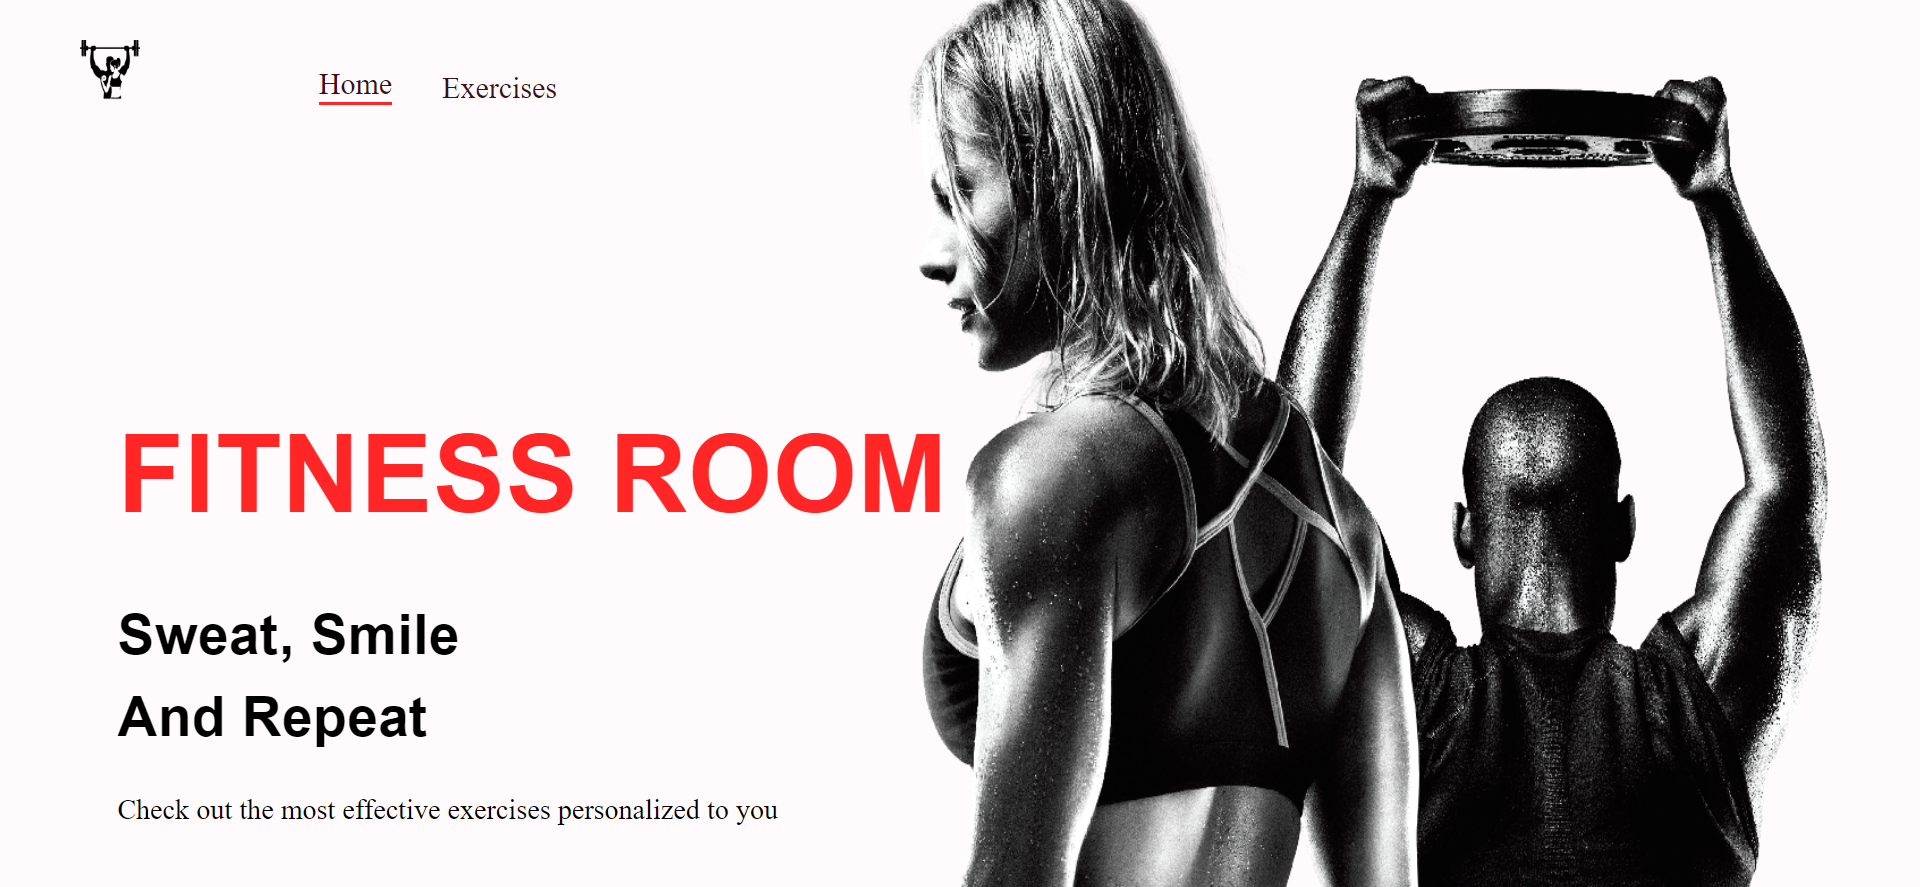 Home
Exercises
FITNESS ROOM
Sweat, Smile
And Repeat
Check out the most effective exercises personalized to you